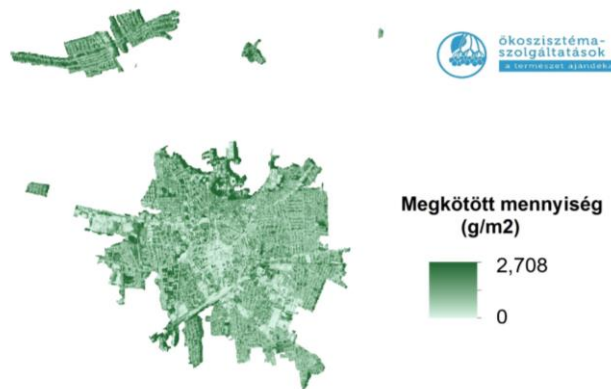 ökoszisztéma-
szolgáltatások
a természet ajándéka
Megkötött mennyiség
(g/m2)
2,708
0